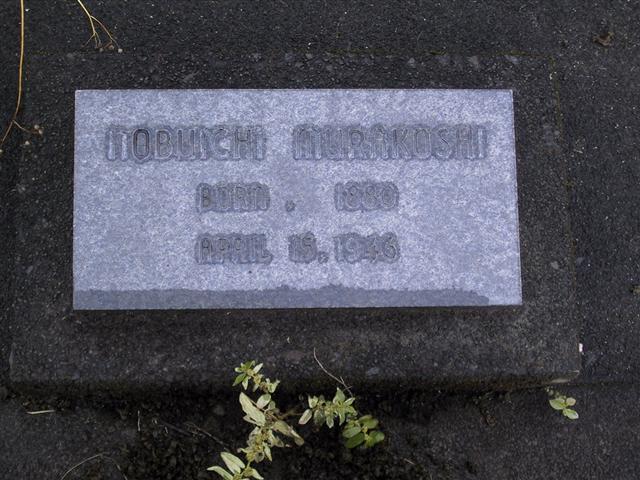 NOBUICHI MURAKOSHI
BORN. 1880
APRIL 15, 1946